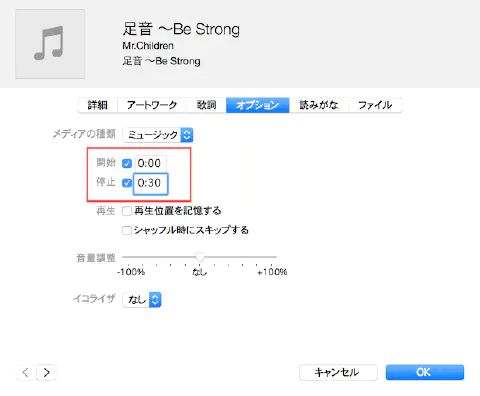 足音 〜Be Strong
Mr.Children
足音 〜Be Strong
詳細 アートワーク 歌詞 オプション 読みがな ファイル
メディアの種類 ミュージック
開始 0:00
停止 0:30
再生 再生位置を記憶する
シャッフル時にスキップする
音量調整
-100% なし +100%
イコライザ なし
キャンセル OK